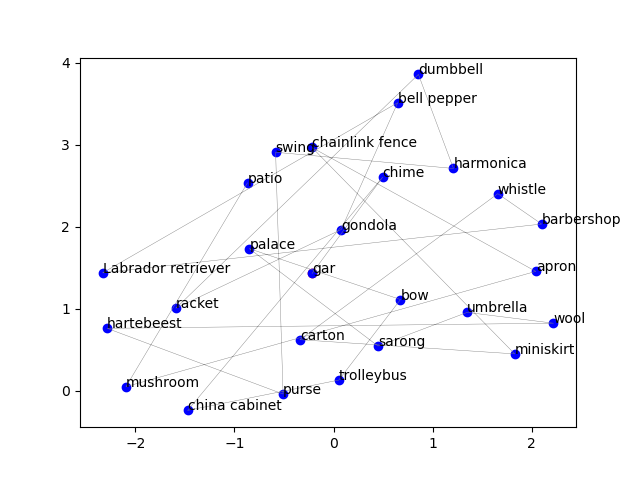 4
dumbbell
bell pepper
3
swing
chainlink fence
harmonica
chime
patio
whistle
barbershop
2
gondola
palace
Labrador retriever
gar
apron
racket
bow
1
hartebeest
umbrella
wool
carton
sarong
miniskirt
mushroom
trolleybus
0
purse
china cabinet
−2
−1
0
1
2